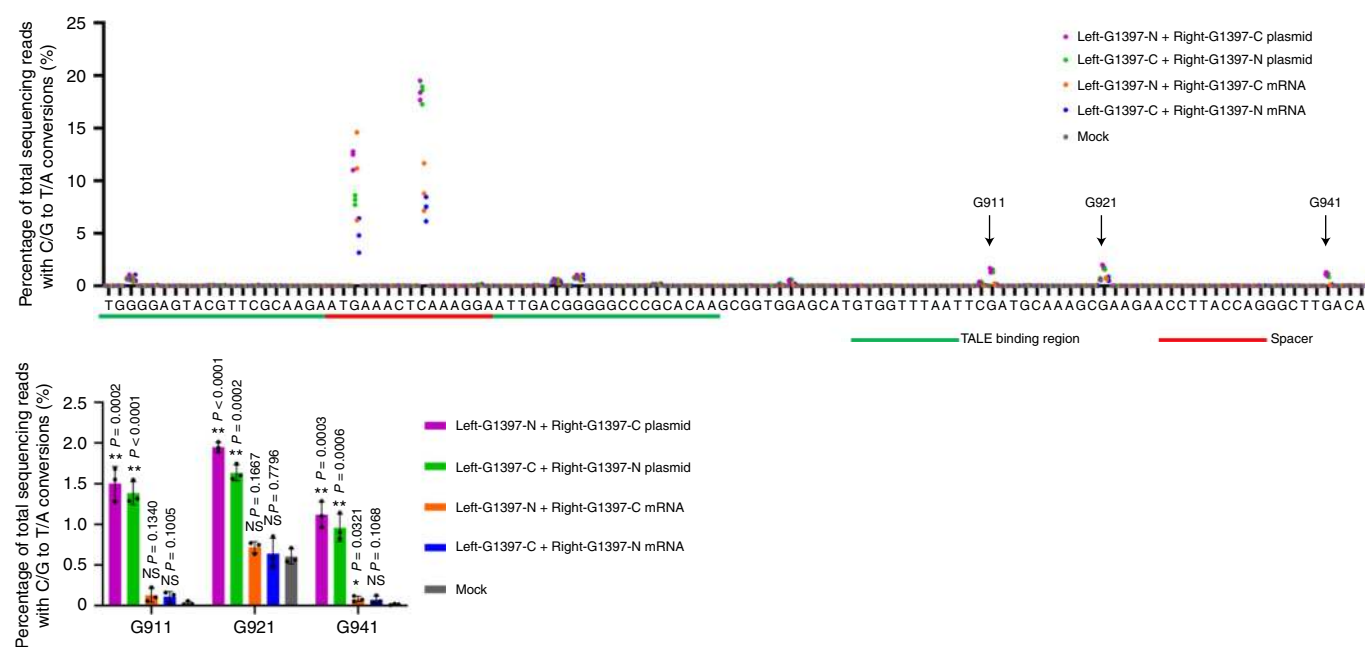 Percentage of total sequencing reads
with C/G to T/A conversions (%)
25
20
15
10
5
0
Left-G1397-N + Right-G1397-C plasmid
Left-G1397-C + Right-G1397-N plasmid
Left-G1397-N + Right-G1397-C mRNA
Left-G1397-C + Right-G1397-N mRNA
Mock
G911
G921
G941
TGGGGAGTACGTTCGCAAGAATGAAACTCAAAGGAATTGACGGGGGCCCGCACAAGCGGTGGAGCATGTGGTTTAATTCGATGCAAAGCGAAGAACCTTACCAGGGCTTGACA
TALE binding region
Spacer
Percentage of total sequencing reads
with C/G to T/A conversions (%)
2.5
2.0
1.5
1.0
0.5
0
** P = 0.0002
** P < 0.0001
NS P = 0.1340
NS P = 0.1005
** P < 0.0001
** P = 0.0002
NS P = 0.1667
NS P = 0.7796
** P = 0.0003
** P = 0.0006
* P = 0.0321
NS P = 0.1068
G911
G921
G941
Left-G1397-N + Right-G1397-C plasmid
Left-G1397-C + Right-G1397-N plasmid
Left-G1397-N + Right-G1397-C mRNA
Left-G1397-C + Right-G1397-N mRNA
Mock